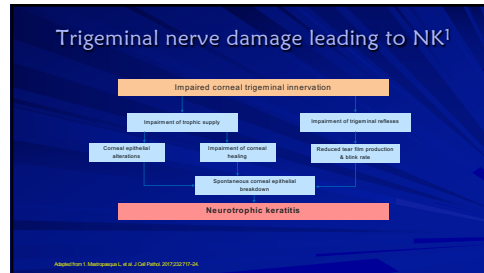 Trigeminal nerve damage leading to NK¹
Impaired corneal trigeminal innervation
Impairment of trophic supply
Impairment of trigeminal reflexes
Corneal epithelial
alterations
Impairment of corneal
healing
Reduced tear film production
& blink rate
Spontaneous corneal epithelial
breakdown
Neurotrophic keratitis
Adapted from 1. Mastropasqua L, et al. J Cell Pathol. 2017;232:717–24.